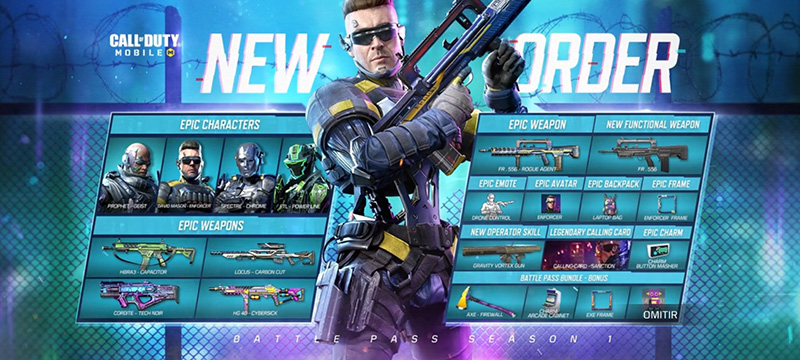 CALL OF DUTY
MOBILE
NEW ORDER
EPIC CHARACTERS
PROPHET - GEIST
DAVID MASON - ENFORCER
SPECTRE - CHROME
FTL - POWER LINE
EPIC WEAPONS
HBRA3 - CAPACITOR
LOCUS - CARBON CUT
CORDITE - TECH NOIR
HG 40 - CYBERSICK
EPIC WEAPON
NEW FUNCTIONAL WEAPON
FR .556 - ROGUE AGENT
FR .556
EPIC EMOTE
EPIC AVATAR
EPIC BACKPACK
EPIC FRAME
DRONE CONTROL
ENFORCER
LAPTOP BAG
ENFORCER FRAME
NEW OPERATOR SKILL
LEGENDARY CALLING CARD
EPIC CHARM
GRAVITY VORTEX GUN
CALLING CARD - SANCTION
CHARM
BUTTON MASHER
BATTLE PASS BUNDLE - BONUS
AXE - FIREWALL
CHARM
ARCADE CABINET
EXE FRAME
OMITIR
BATTLE PASS SEASON 1